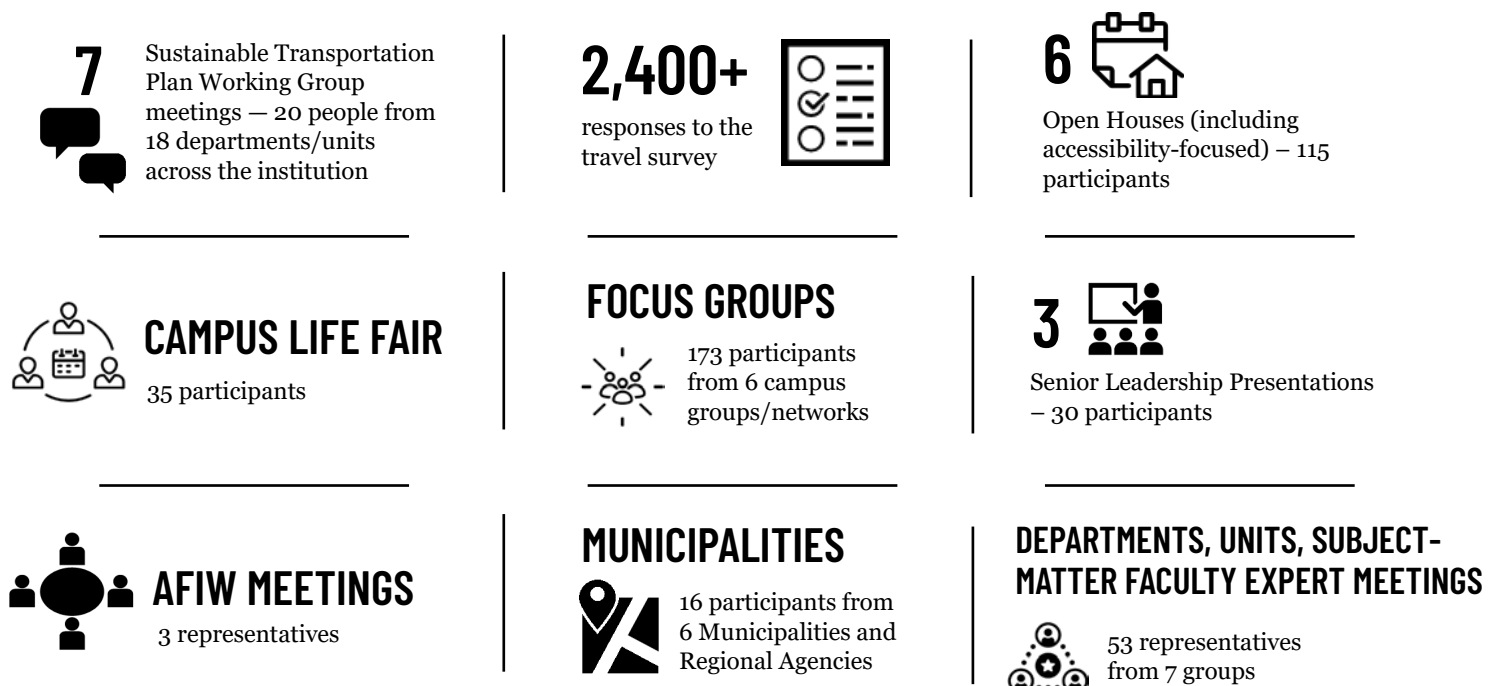 7
Sustainable Transportation
Plan Working Group
meetings — 20 people from
18 departments/units
across the institution
2,400+
responses to the
travel survey
6
Open Houses (including
accessibility-focused) – 115
participants
CAMPUS LIFE FAIR
35 participants
FOCUS GROUPS
173 participants
from 6 campus
groups/networks
3
Senior Leadership Presentations
– 30 participants
AFIW MEETINGS
3 representatives
MUNICIPALITIES
16 participants from
6 Municipalities and
Regional Agencies
DEPARTMENTS, UNITS, SUBJECT-
MATTER FACULTY EXPERT MEETINGS
53 representatives
from 7 groups